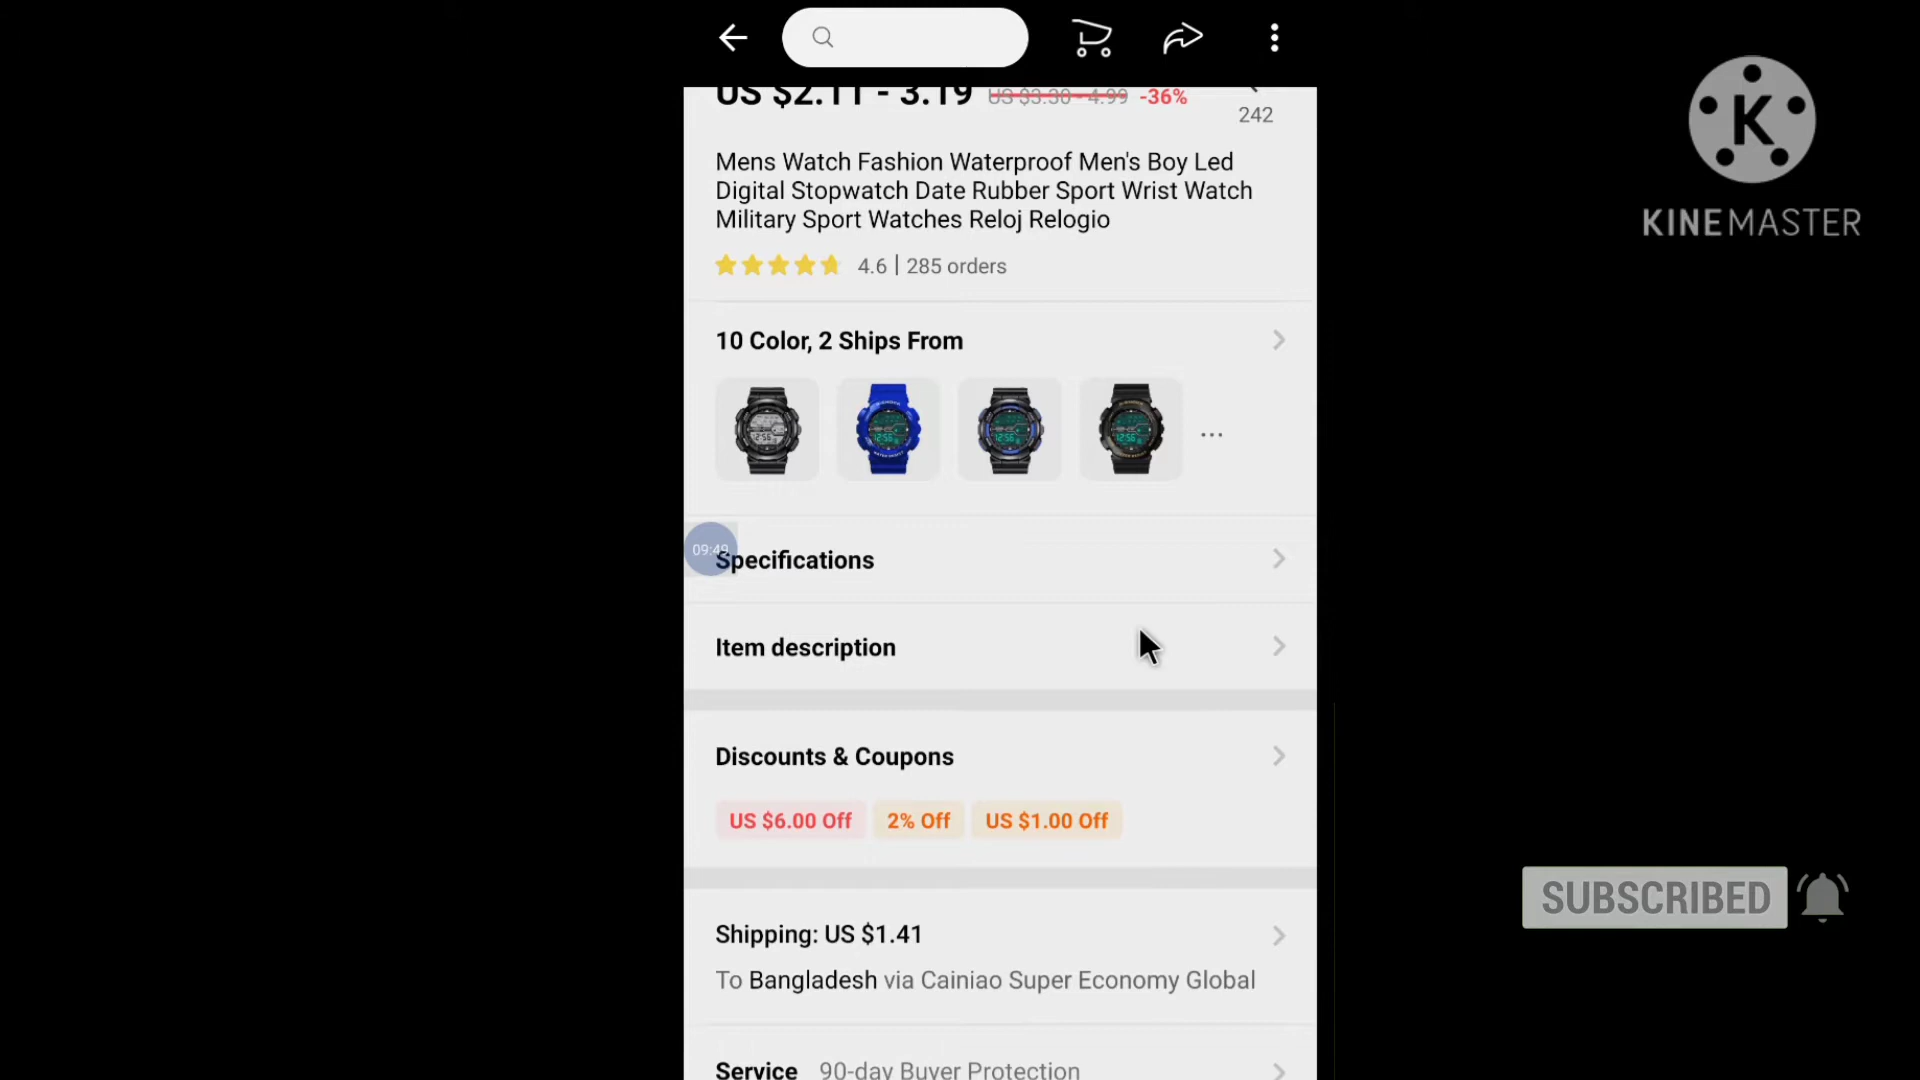 US $2.11 - 3.19 US $3.30 - 4.99 -36%
242
Mens Watch Fashion Waterproof Men's Boy Led
Digital Stopwatch Date Rubber Sport Wrist Watch
Military Sport Watches Reloj Relogio
4.6 | 285 orders
10 Color, 2 Ships From
...
09:49
Specifications
Item description
Discounts & Coupons
US $6.00 Off 2% Off US $1.00 Off
Shipping: US $1.41
To Bangladesh via Cainiao Super Economy Global
Service 90-day Buyer Protection
K
KINEMASTER
SUBSCRIBED